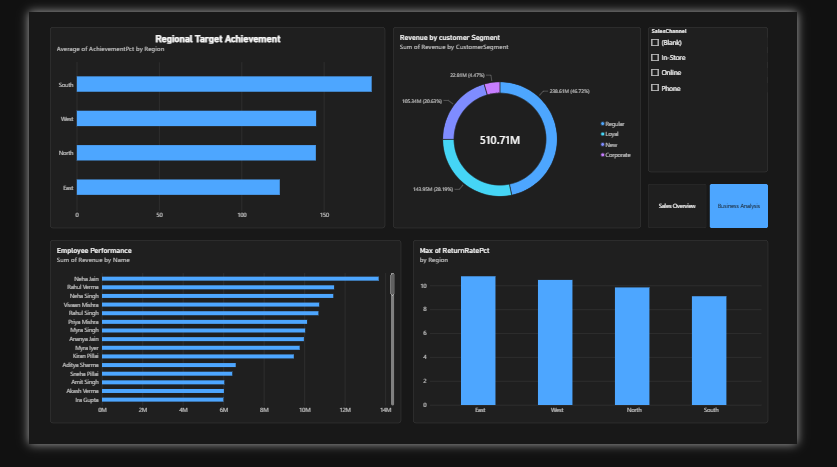 Regional Target Achievement
Average of AchievementPct by Region
South
West
North
East
0 50 100 150
Revenue by customer Segment
Sum of Revenue by CustomerSegment
22.81M (4.47%)
238.61M (46.72%)
105.34M (20.63%)
143.95M (28.19%)
510.71M
Regular
Loyal
New
Corporate
SalesChannel
(Blank)
In-Store
Online
Phone
Sales Overview
Business Analysis
Employee Performance
Sum of Revenue by Name
Neha Jain
Rahul Verma
Neha Singh
Vivaan Mishra
Rahul Singh
Priya Mishra
Myra Singh
Ananya Jain
Myra Iyer
Kiran Pillai
Aditya Sharma
Sneha Pillai
Amit Singh
Akash Verma
Ira Gupta
0M 2M 4M 6M 8M 10M 12M 14M
Max of ReturnRatePct
by Region
10
8
6
4
2
0
East West North South